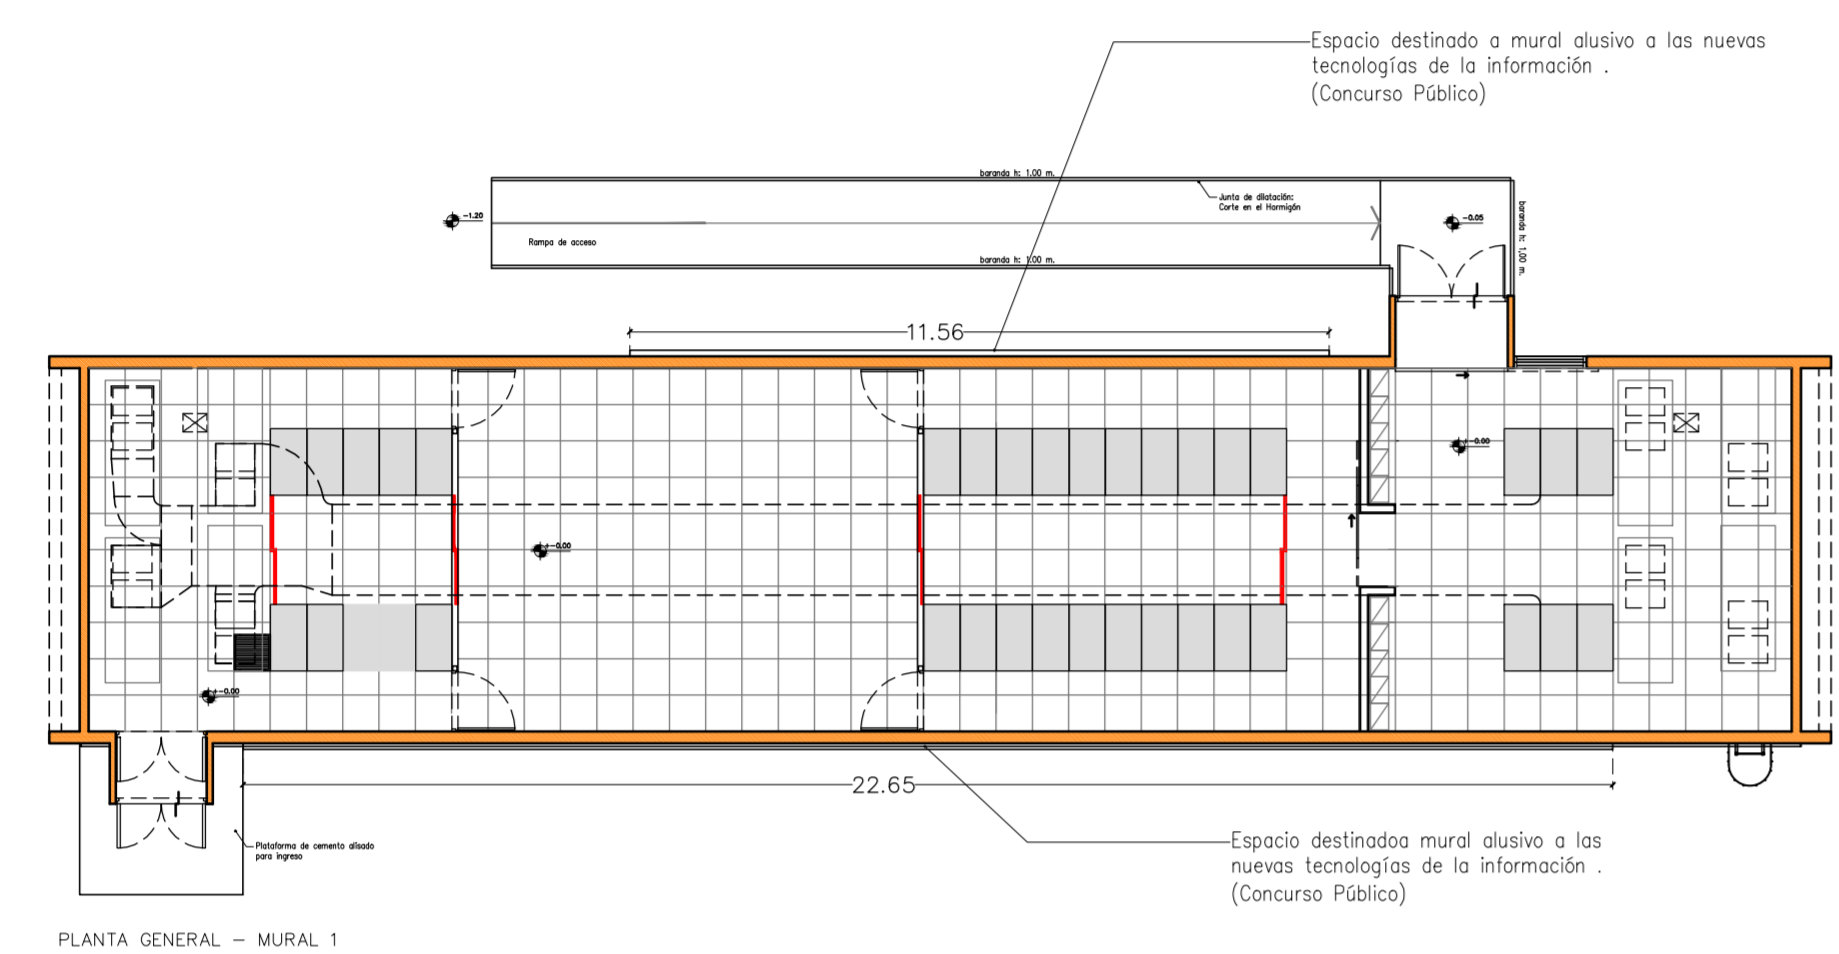 Espacio destinado a mural alusivo a las nuevas
tecnologías de la información .
(Concurso Público)
baranda h: 1.00 m.
Junta de dilatación:
Corte en el Hormigón
-1.20
-0.05
baranda h: 1,00 m.
Rampa de acceso
baranda h: 1.00 m.
11.56
+-0.00
+-0.00
+-0.00
22.65
Plataforma de cemento alisado
para ingreso
Espacio destinadoa mural alusivo a las
nuevas tecnologías de la información .
(Concurso Público)
PLANTA GENERAL – MURAL 1